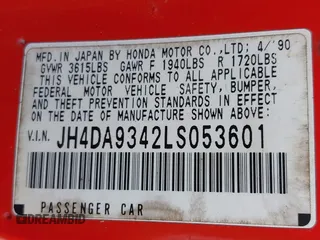 MFD. IN JAPAN BY HONDA MOTOR CO.,LTD; 4/'90
GVWR 3615LBS GAWR F 1940LBS R 1720LBS
THIS VEHICLE CONFORMS TO ALL APPLICABLE
FEDERAL MOTOR VEHICLE SAFETY, BUMPER,
AND THEFT PREVENTION STANDARDS IN EFFECT
ON THE DATE OF MANUFACTURE SHOWN ABOVE.
V.I.N. JH4DA9342LS053601
PASSENGER CAR
DREAMBID